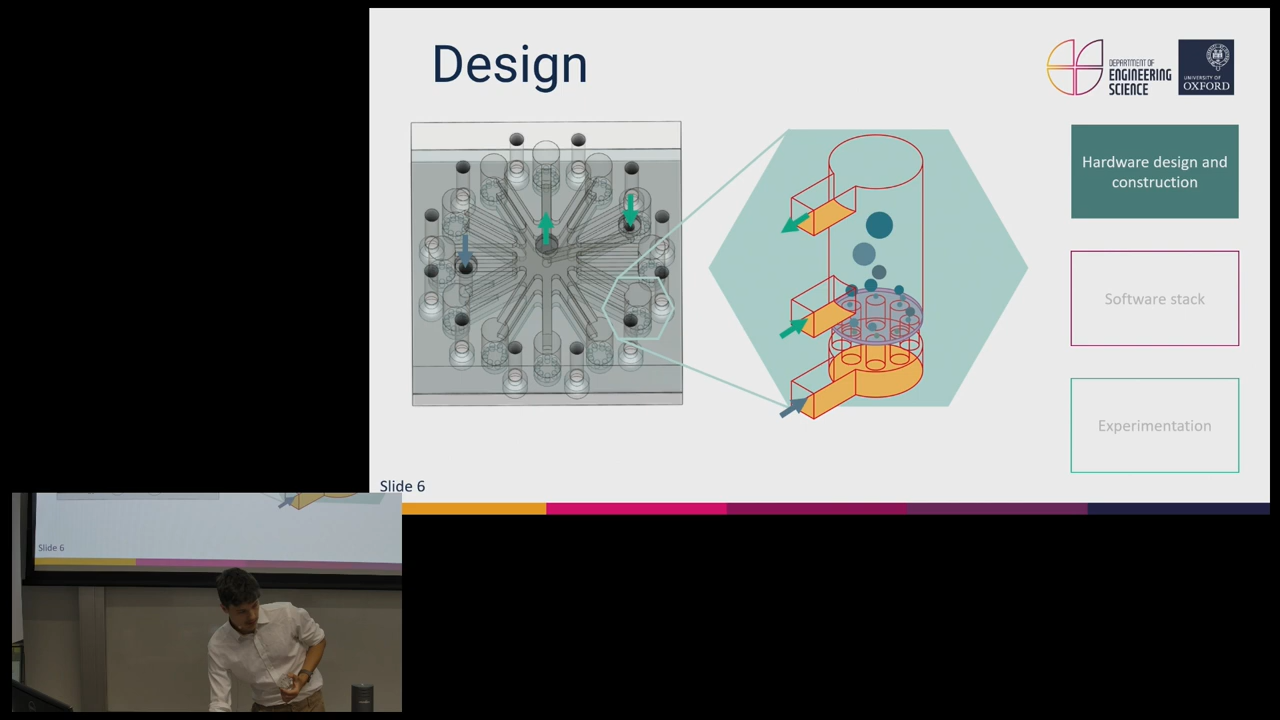 Design
DEPARTMENT OF
ENGINEERING
SCIENCE
UNIVERSITY OF
OXFORD
Hardware design and
construction
Software stack
Experimentation
Slide 6
Slide 6